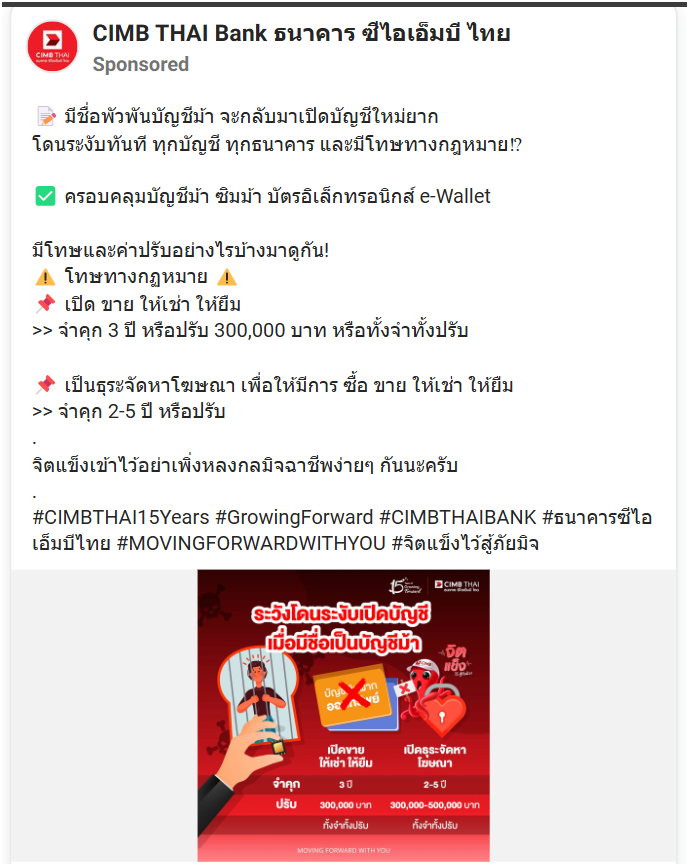 CIMB THAI Bank ธนาคาร ซีไอเอ็มบี ไทย
Sponsored
📝 มีชื่อพัวพันบัญชีม้า จะกลับมาเปิดบัญชีใหม่ยาก
โดนระงับทันที ทุกบัญชี ทุกธนาคาร และมีโทษทางกฎหมาย⁉
✅ ครอบคลุมบัญชีม้า ซิมม้า บัตรอิเล็กทรอนิกส์ e-Wallet
มีโทษและค่าปรับอย่างไรบ้างมาดูกัน!
⚠️ โทษทางกฏหมาย ⚠️
📌 เปิด ขาย ให้เช่า ให้ยืม
>> จำคุก 3 ปี หรือปรับ 300,000 บาท หรือทั้งจำทั้งปรับ
📌 เป็นธุระจัดหาโฆษณา เพื่อให้มีการ ซื้อ ขาย ให้เช่า ให้ยืม
>> จำคุก 2-5 ปี หรือปรับ
.
จิตแข็งเข้าไว้อย่าเพิ่งหลงกลมิจฉาชีพง่ายๆ กันนะครับ
.
#CIMBTHAI15Years #GrowingForward #CIMBTHAIBANK #ธนาคารซีไอ
เอ็มบีไทย #MOVINGFORWARDWITHYOU #จิตแข็งไว้สู้ภัยมิจ
CIMB THAI
15
CIMB THAI
ระวังโดนระงับเปิดบัญชี
เมื่อมีชื่อเป็นบัญชีม้า
จิต
แข็ง
เปิดขาย
ให้เช่า ให้ยืม
เปิดธุระจัดหา
โฆษณา
จำคุก 3 ปี 2-5 ปี
ปรับ 300,000 บาท 300,000-500,000 บาท
ทั้งจำทั้งปรับ ทั้งจำทั้งปรับ
MOVING FORWARD WITH YOU